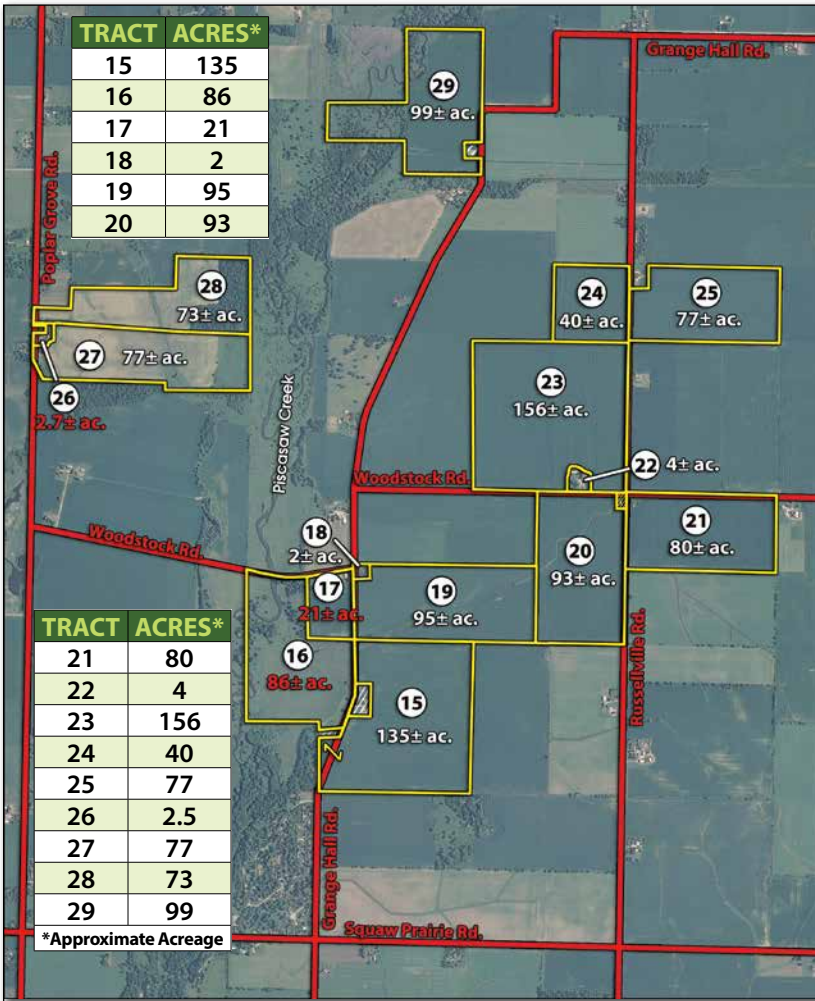 TRACT ACRES*
15 135
16 86
17 21
18 2
19 95
20 93
Grange Hall Rd.
29
99± ac.
Poplar Grove Rd.
28
73± ac.
24
40± ac.
25
77± ac.
27 77± ac.
26
2.7± ac.
23
156± ac.
Piscasaw Creek
22 4± ac.
Woodstock Rd.
Woodstock Rd.
18
2± ac.
21
80± ac.
20
93± ac.
17
21± ac.
19
95± ac.
16
86± ac.
15
135± ac.
Z
Russellville Rd.
TRACT ACRES*
21 80
22 4
23 156
24 40
25 77
26 2.5
27 77
28 73
29 99
*Approximate Acreage
Grange Hall Rd.
Squaw Prairie Rd.